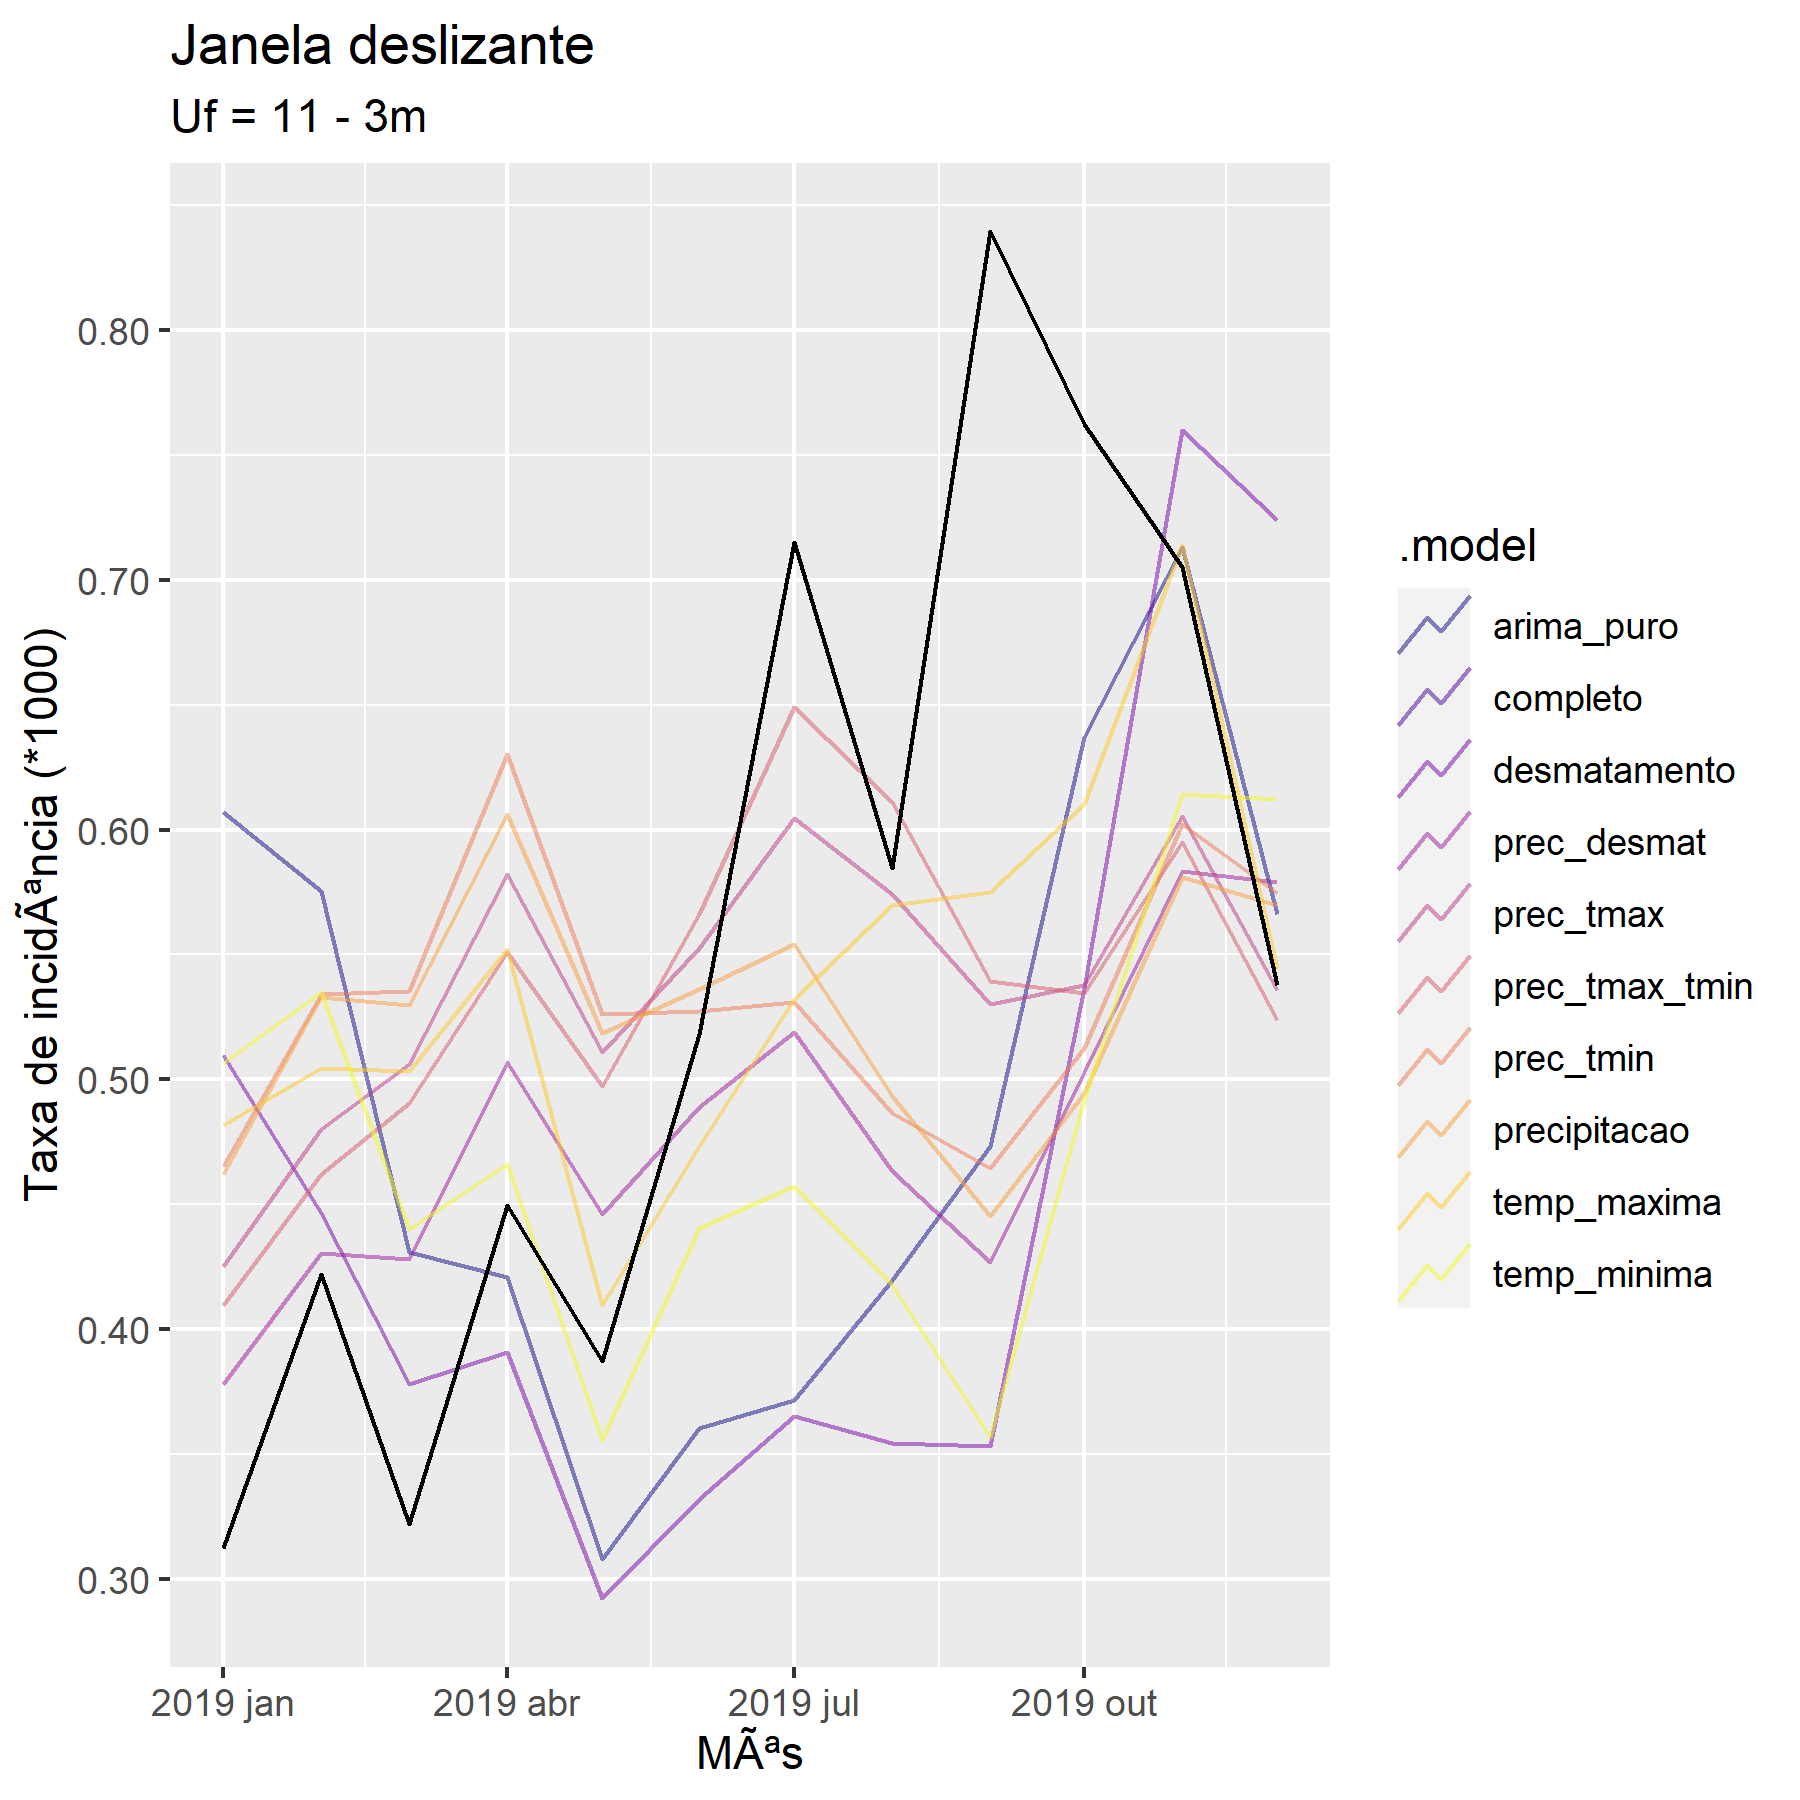 Janela deslizante
Uf = 11 - 3m
Taxa de incidÃªncia (*1000)
0.80
0.70
0.60
0.50
0.40
0.30
2019 jan
2019 abr
2019 jul
2019 out
MÃªs
.model
arima_puro
completo
desmatamento
prec_desmat
prec_tmax
prec_tmax_tmin
prec_tmin
precipitacao
temp_maxima
temp_minima